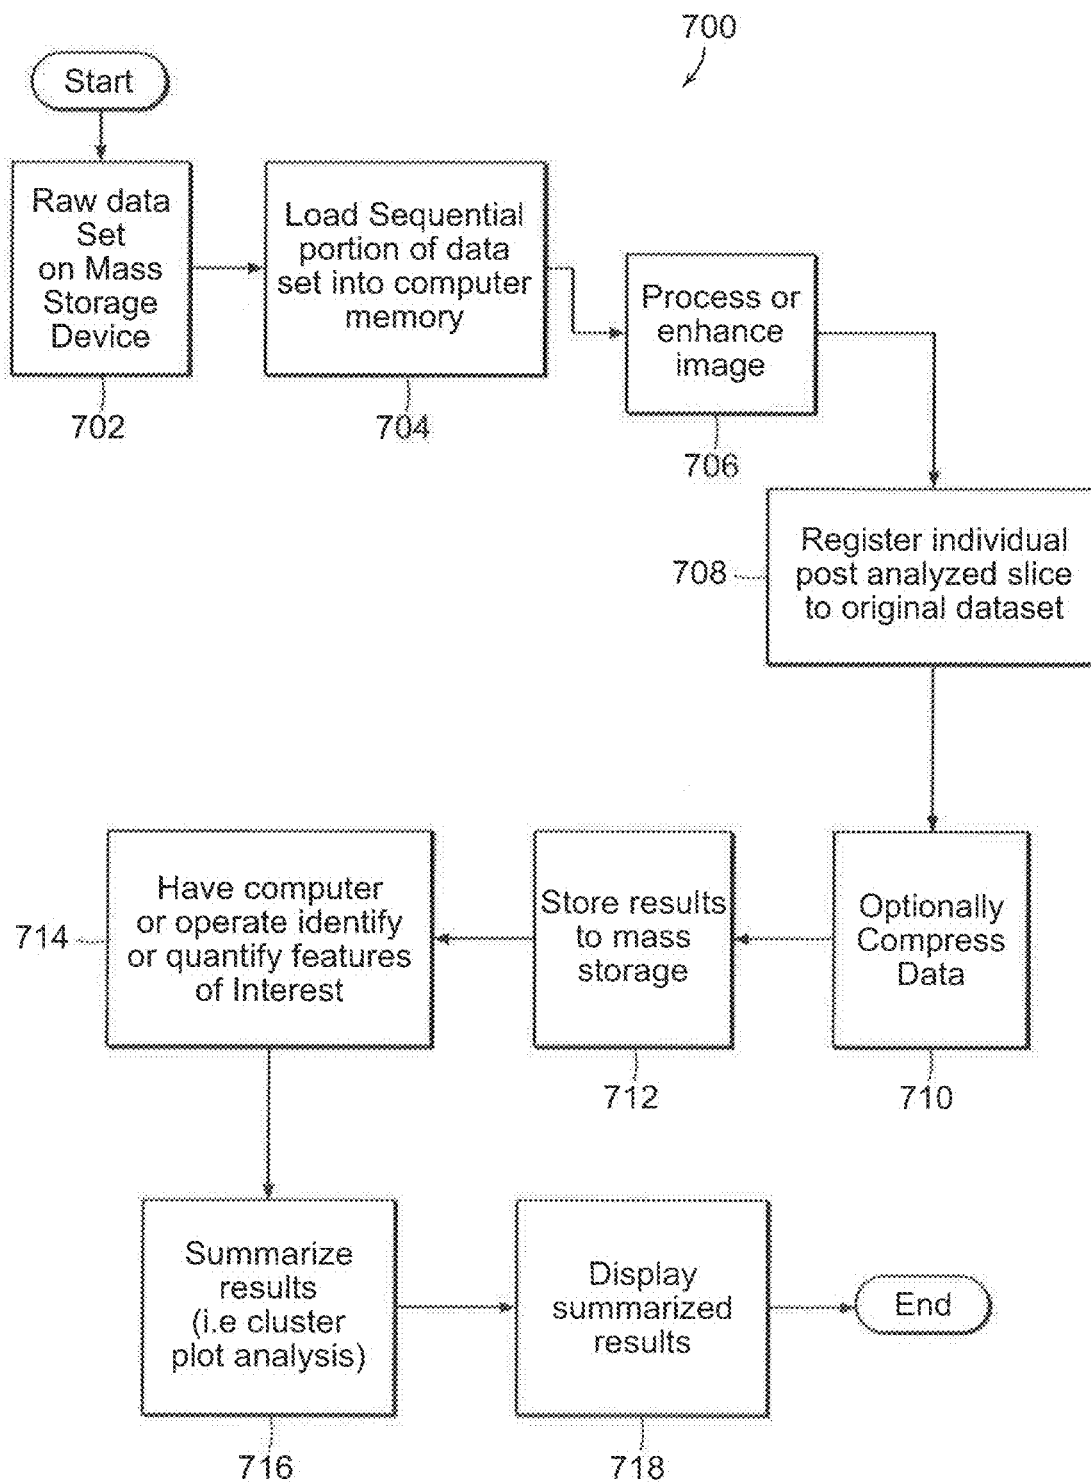 700
Start
Raw data
Set
on Mass
Storage
Device
702
Load Sequential
portion of data
set into computer
memory
704
Process or
enhance
image
706
Register individual
post analyzed slice
to original dataset
708
Optionally
Compress
Data
710
Store results
to mass
storage
712
Have computer
or operate identify
or quantify features
of Interest
714
Summarize
results
(i.e cluster
plot analysis)
716
Display
summarized
results
718
End